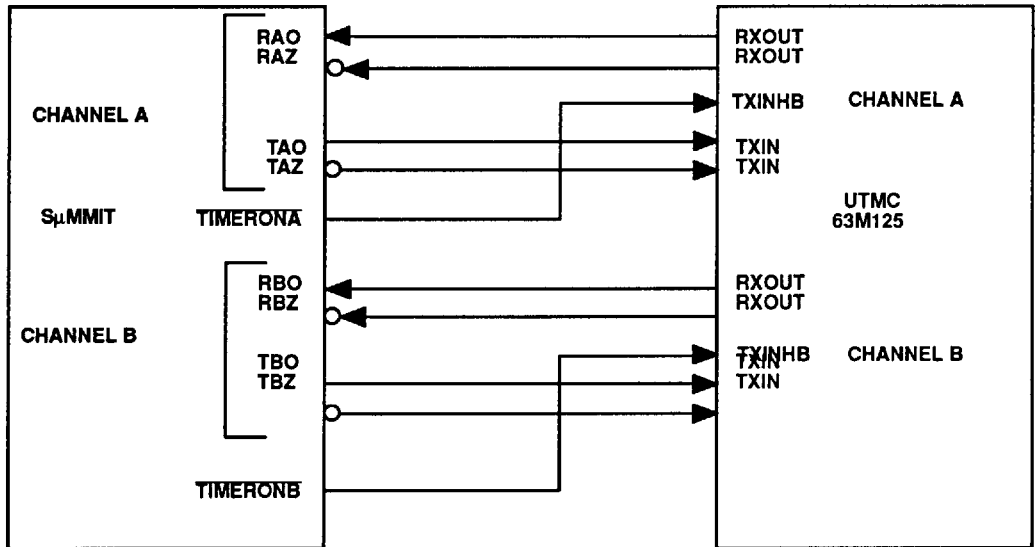 RAO
RAZ
CHANNEL A
TAO
TAZ
SµMMIT
TIMERONA
RBO
RBZ
CHANNEL B
TBO
TBZ
TIMERONB
RXOUT
RXOUT
TXINHB
CHANNEL A
TXIN
TXIN
UTMC
63M125
RXOUT
RXOUT
TXINHB
CHANNEL B
TXIN
TXIN